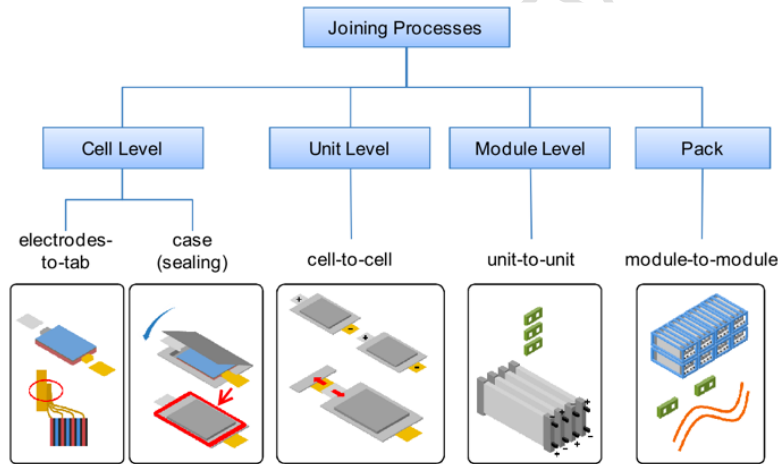 Joining Processes
Cell Level
Unit Level
Module Level
Pack
electrodes-
to-tab
case
(sealing)
cell-to-cell
unit-to-unit
module-to-module